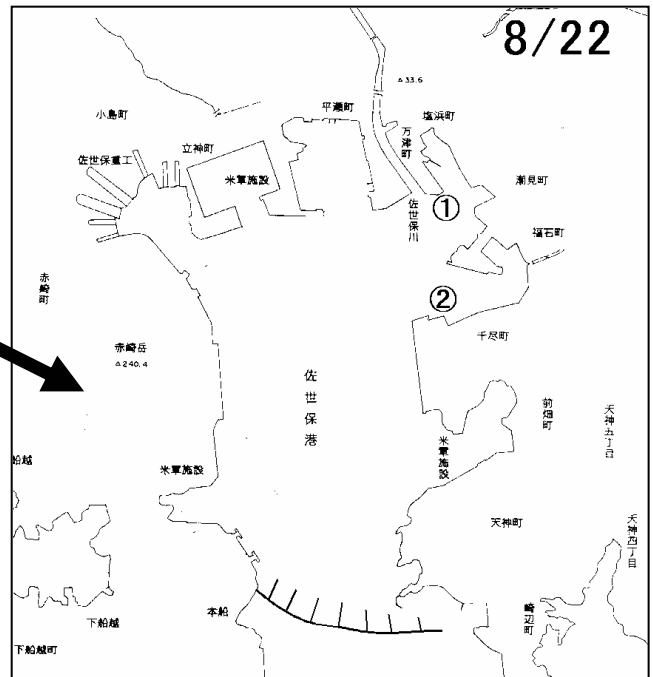 8/22
△33.6
小島町
平瀬町
塩浜町
万津町
立神町
佐世保重工
米軍施設
潮見町
①
佐世保川
福石町
赤崎町
②
千尽町
赤崎岳
△240.4
佐世保港
前畑町
天神五丁目
船越
米軍施設
米軍施設
天神町
天神四丁目
本船
崎辺町
下船越
下船越町